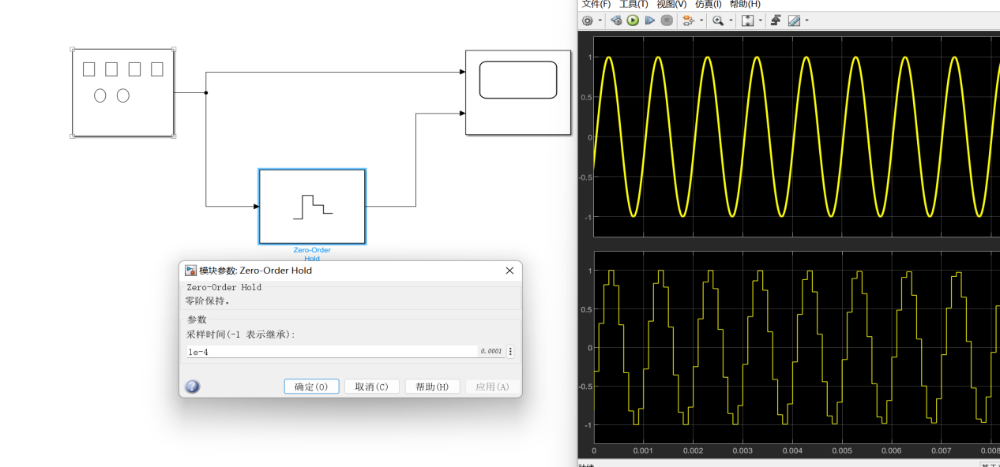 文件(F) 工具(T) 视图(V) 仿真(I) 帮助(H)
1
0.5
0
-0.5
-1
1
0.5
0
-0.5
-1
0 0.001 0.002 0.003 0.004 0.005 0.006 0.007 0.008
Zero-Order
Hold
模块参数: Zero-Order Hold
Zero-Order Hold
零阶保持。
参数
采样时间(-1 表示继承):
1e-4 0.0001
确定(O) 取消(C) 帮助(H) 应用(A)